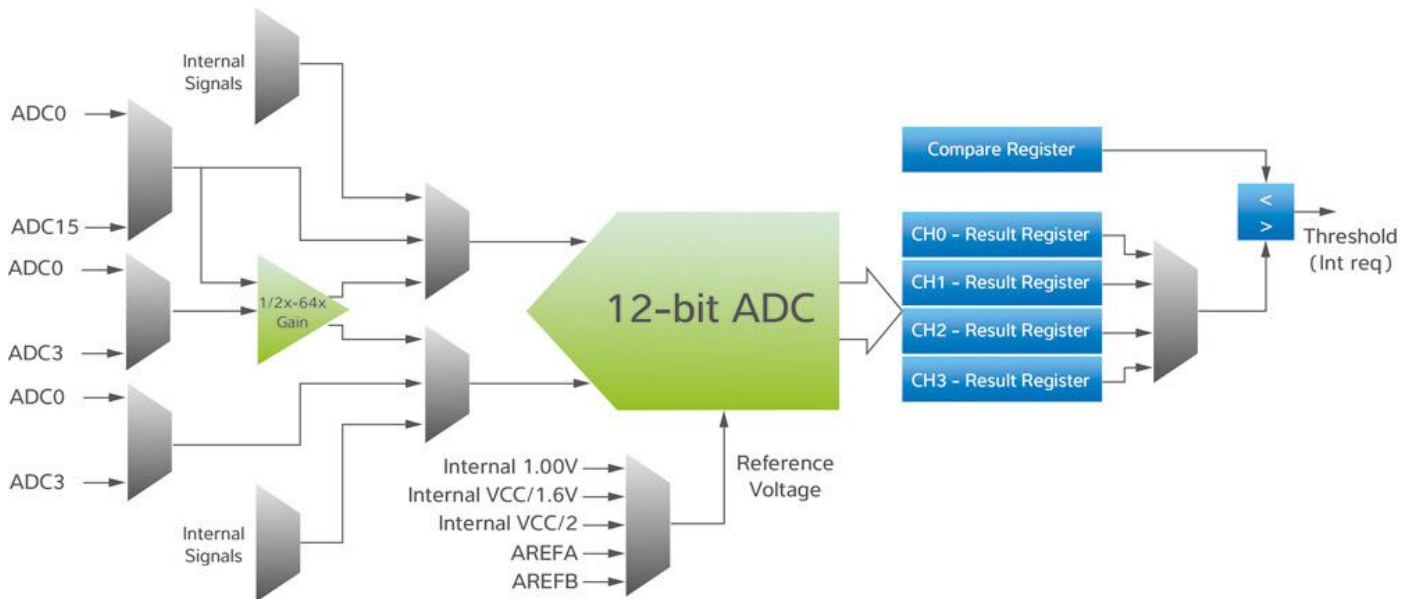 Internal
Signals
ADC0
ADC15
ADC0
ADC3
ADC0
ADC3
1/2x-64x
Gain
Internal
Signals
12-bit ADC
Internal 1.00V
Internal VCC/1.6V
Internal VCC/2
AREFA
AREFB
Reference
Voltage
Compare Register
CH0 - Result Register
CH1 - Result Register
CH2 - Result Register
CH3 - Result Register
<
>
Threshold
(Int req)